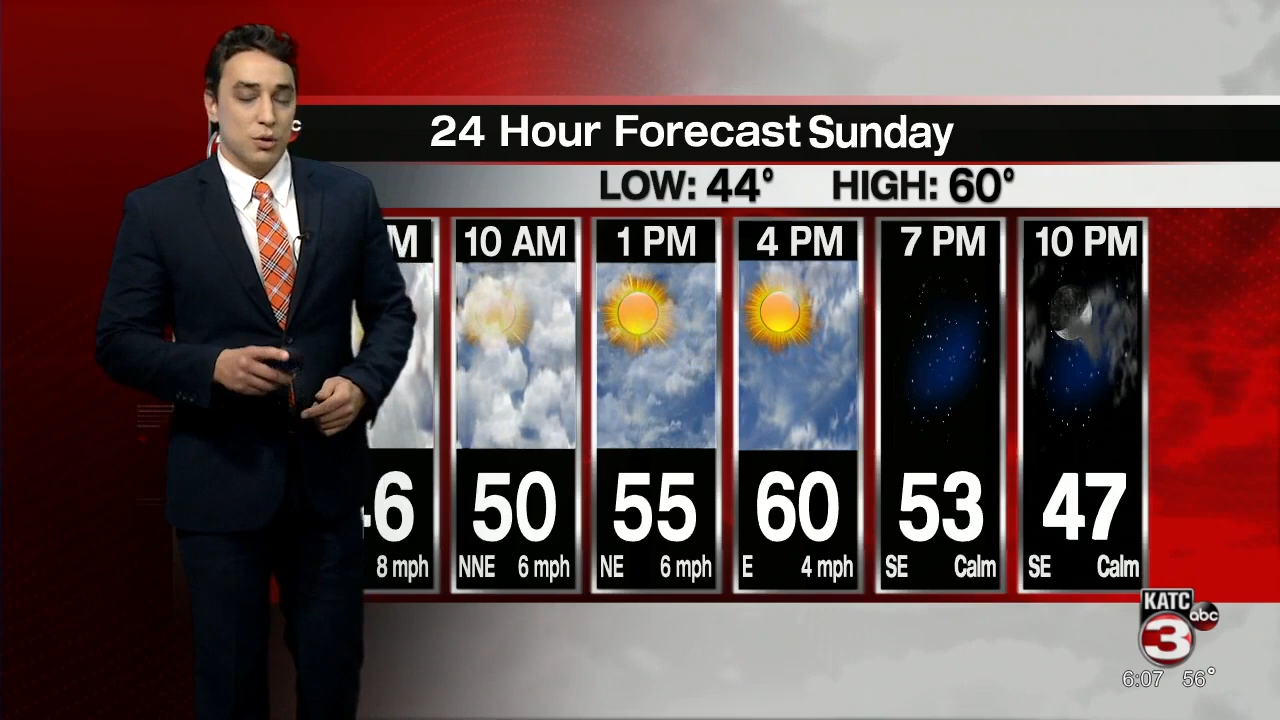 24 Hour Forecast Sunday
LOW: 44° HIGH: 60°
M 10 AM 1 PM 4 PM 7 PM 10 PM
46 50 55 60 53 47
8 mph NNE 6 mph NE 6 mph E 4 mph SE Calm SE Calm
KATC
abc
3
6:07 56°